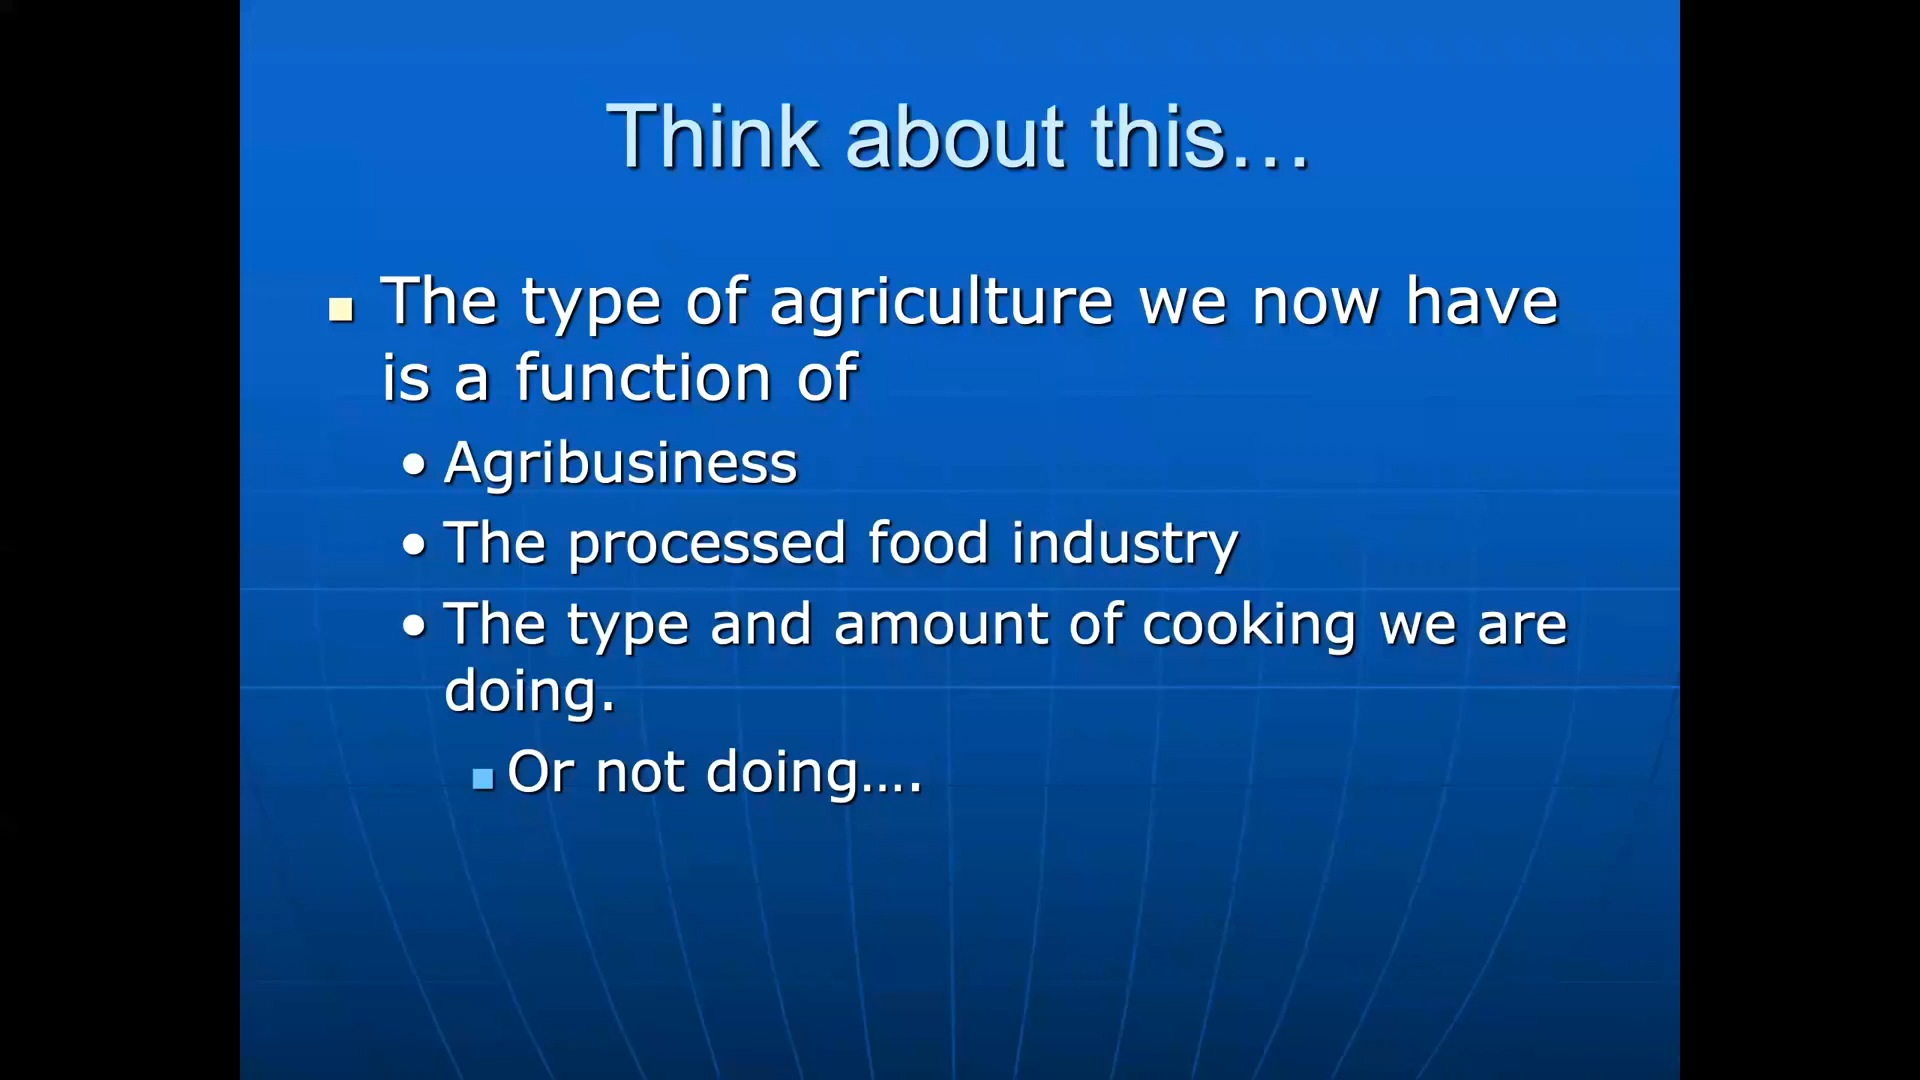 Think about this…
The type of agriculture we now have
is a function of
Agribusiness
The processed food industry
The type and amount of cooking we are
doing.
Or not doing….